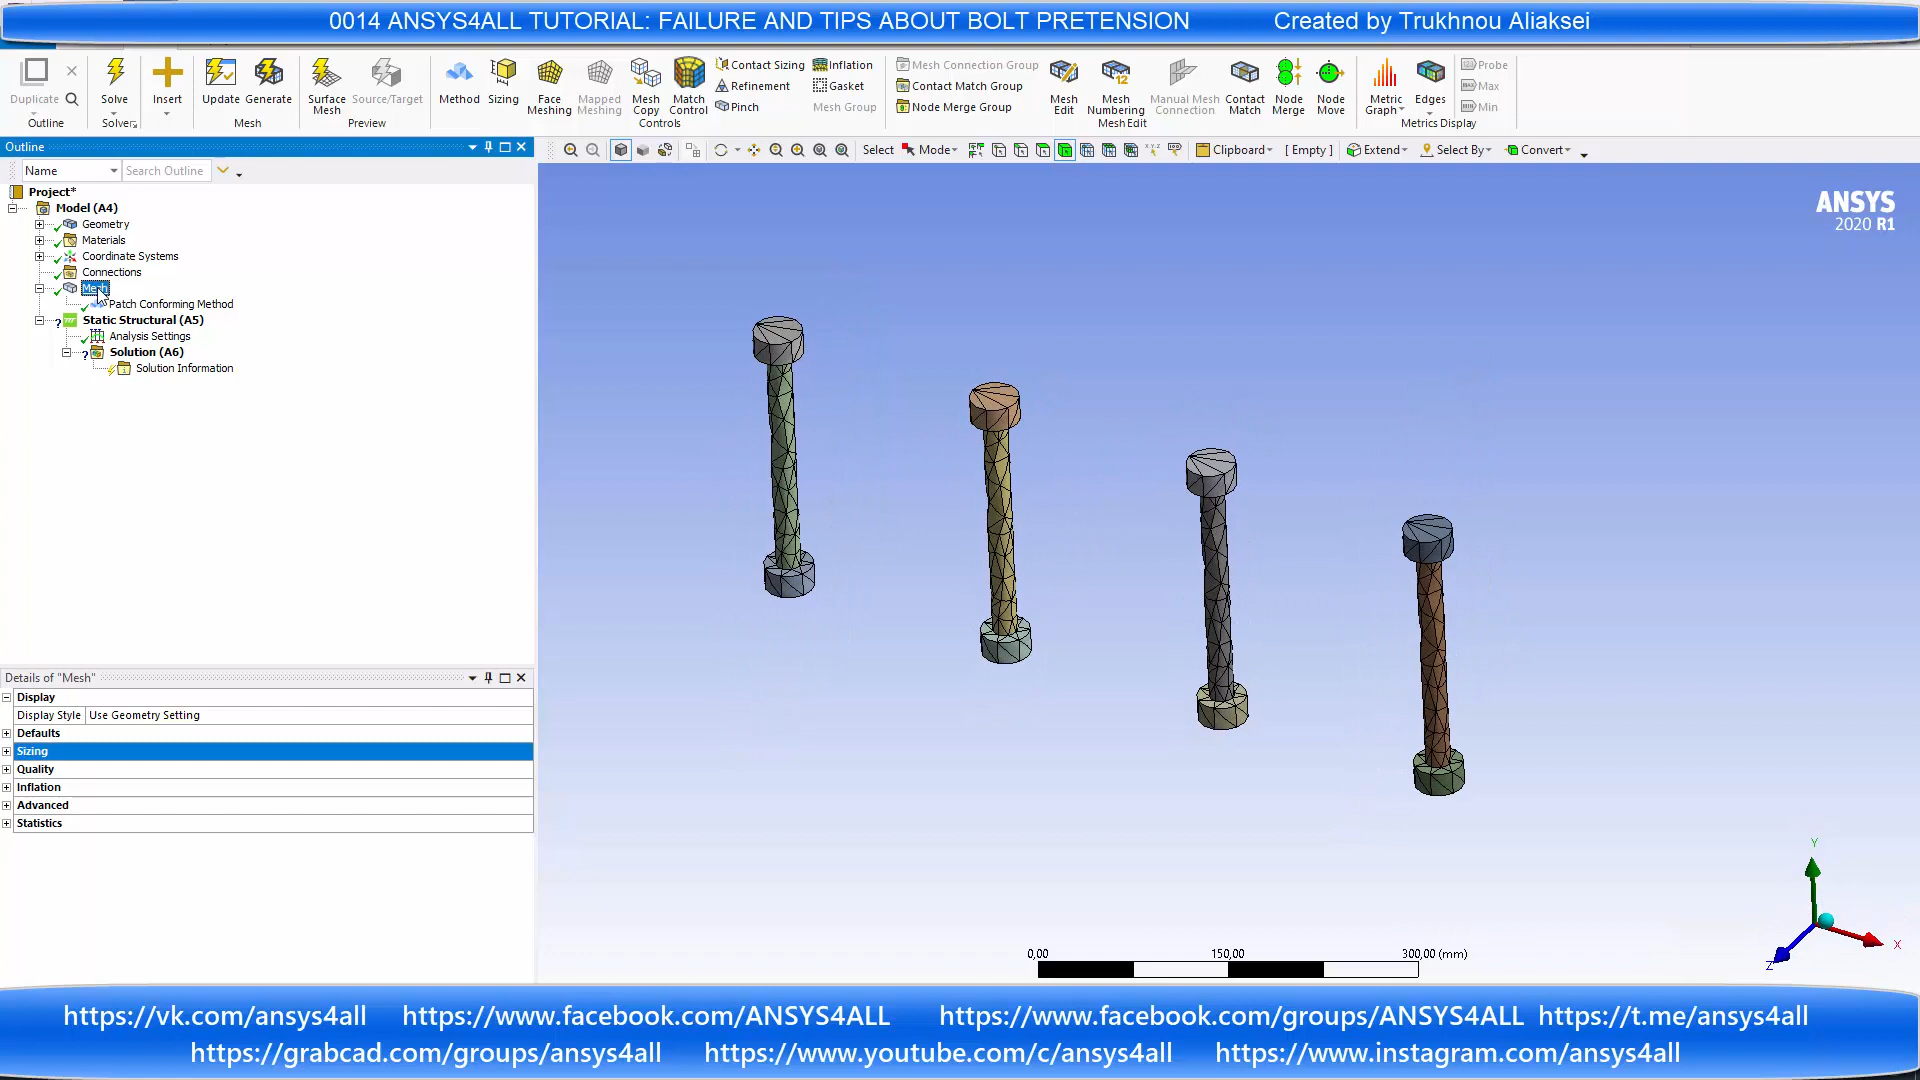 0014 ANSYS4ALL TUTORIAL: FAILURE AND TIPS ABOUT BOLT PRETENSION Created by Trukhnou Aliaksei
Duplicate
Outline
Solve
Solver
Insert
Update
Generate
Mesh
Surface Mesh
Source/Target
Preview
Method
Sizing
Face Meshing
Mapped Meshing
Mesh Copy
Match Control
Contact Sizing
Refinement
Pinch
Inflation
Gasket
Mesh Group
Controls
Mesh Connection Group
Contact Match Group
Node Merge Group
Mesh Edit
Mesh Numbering
Manual Mesh Connection
Contact Match
Node Merge
Node Move
Mesh Edit
Metric Graph
Edges
Probe
Max
Min
Metrics Display
Outline
Name Search Outline
Select Mode Clipboard [ Empty ] Extend Select By Convert
Project*
Model (A4)
Geometry
Materials
Coordinate Systems
Connections
Mesh
Patch Conforming Method
Static Structural (A5)
Analysis Settings
Solution (A6)
Solution Information
Details of "Mesh"
Display
Display Style Use Geometry Setting
Defaults
Sizing
Quality
Inflation
Advanced
Statistics
ANSYS
2020 R1
Y
X
Z
0,00 150,00 300,00 (mm)
https://vk.com/ansys4all https://www.facebook.com/ANSYS4ALL https://www.facebook.com/groups/ANSYS4ALL https://t.me/ansys4all
https://grabcad.com/groups/ansys4all https://www.youtube.com/c/ansys4all https://www.instagram.com/ansys4all